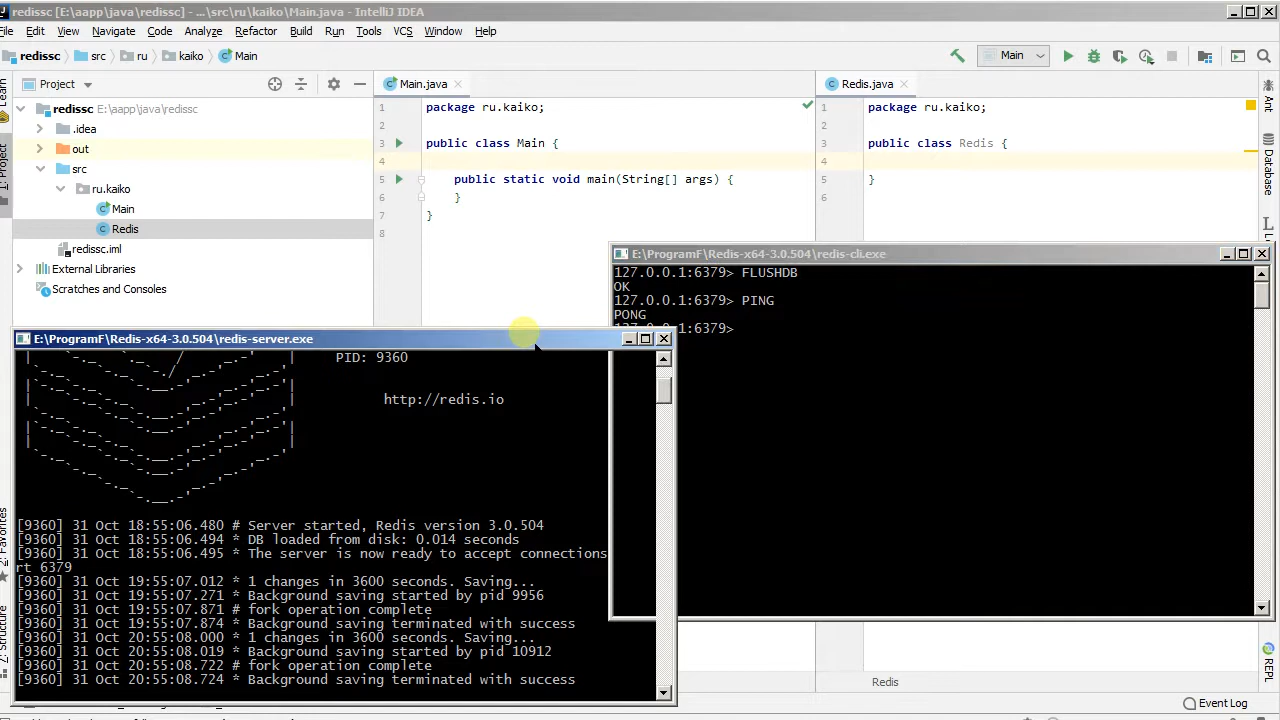 redissc [E:\aapp\java\redissc] - ...\src\ru\kaiko\Main.java - IntelliJ IDEA
File Edit View Navigate Code Analyze Refactor Build Run Tools VCS Window Help
redissc src ru kaiko Main
Main
Project
Main.java
Redis.java
Learn
1: Project
2: Favorites
Z: Structure
redissc E:\aapp\java\redissc
.idea
out
src
ru.kaiko
Main
Redis
redissc.iml
External Libraries
Scratches and Consoles
1 package ru.kaiko;
2
3 public class Main {
4
5 public static void main(String[] args) {
6 }
7 }
8
1 package ru.kaiko;
2
3 public class Redis {
4
5 }
6
Ant
Database
REPL
E:\ProgramF\Redis-x64-3.0.504\redis-cli.exe
127.0.0.1:6379> FLUSHDB
OK
127.0.0.1:6379> PING
PONG
127.0.0.1:6379>
E:\ProgramF\Redis-x64-3.0.504\redis-server.exe
PID: 9360
http://redis.io
[9360] 31 Oct 18:55:06.480 # Server started, Redis version 3.0.504
[9360] 31 Oct 18:55:06.494 * DB loaded from disk: 0.014 seconds
[9360] 31 Oct 18:55:06.495 * The server is now ready to accept connections
rt 6379
[9360] 31 Oct 19:55:07.012 * 1 changes in 3600 seconds. Saving...
[9360] 31 Oct 19:55:07.271 * Background saving started by pid 9956
[9360] 31 Oct 19:55:07.871 # fork operation complete
[9360] 31 Oct 19:55:07.874 * Background saving terminated with success
[9360] 31 Oct 20:55:08.000 * 1 changes in 3600 seconds. Saving...
[9360] 31 Oct 20:55:08.019 * Background saving started by pid 10912
[9360] 31 Oct 20:55:08.722 # fork operation complete
[9360] 31 Oct 20:55:08.724 * Background saving terminated with success
Redis
Event Log